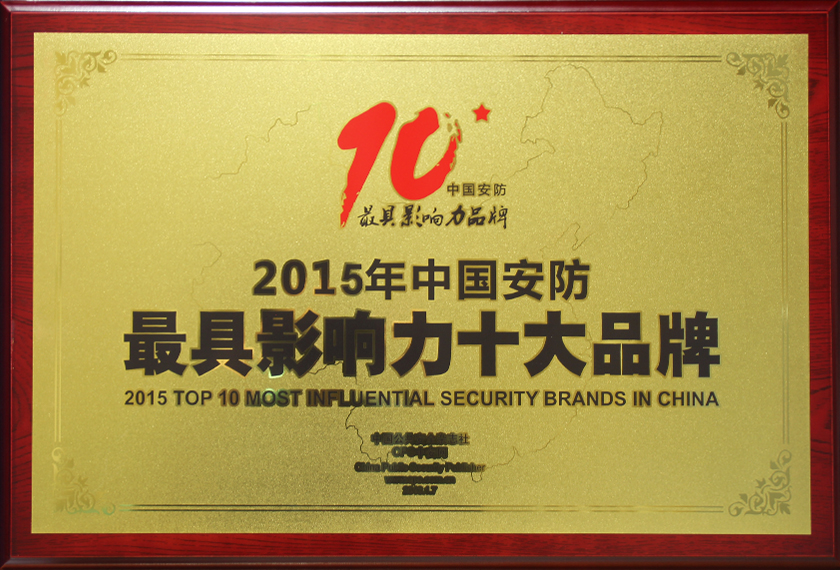 10
中国安防
最具影响力品牌
2015年中国安防
最具影响力十大品牌
2015 TOP 10 MOST INFLUENTIAL SECURITY BRANDS IN CHINA
China Public Security Publisher